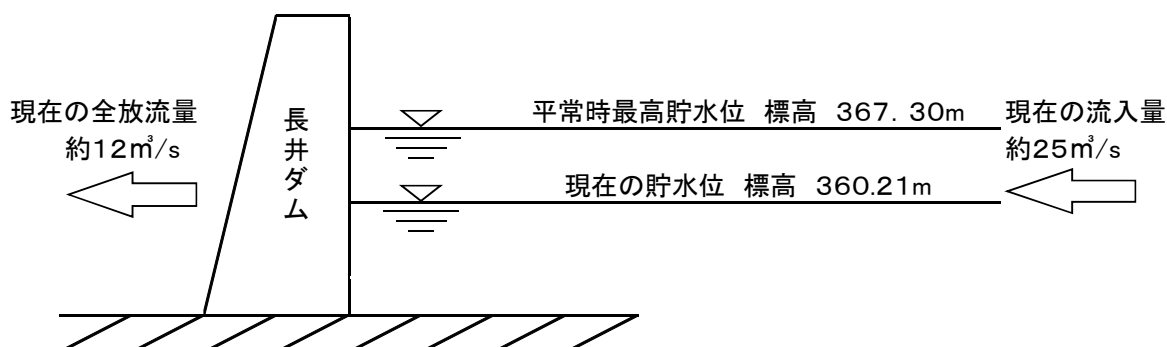 現在の全放流量
約12㎥/s
長井ダム
平常時最高貯水位 標高 367.30m
現在の貯水位 標高 360.21m
現在の流入量
約25㎥/s